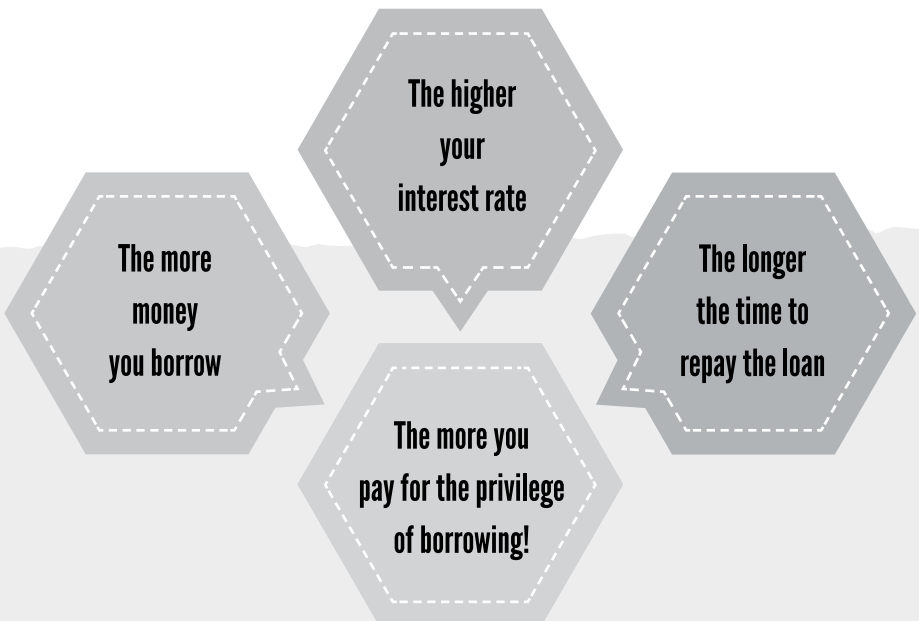 The higher
your
interest rate
The more
money
you borrow
The longer
the time to
repay the loan
The more you
pay for the privilege
of borrowing!